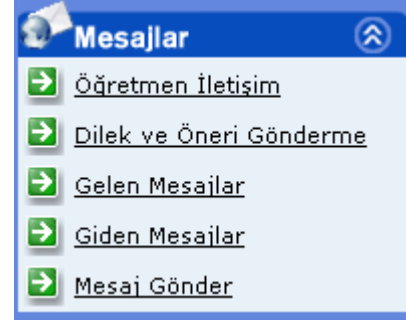 Mesajlar
Öğretmen İletişim
Dilek ve Öneri Gönderme
Gelen Mesajlar
Giden Mesajlar
Mesaj Gönder